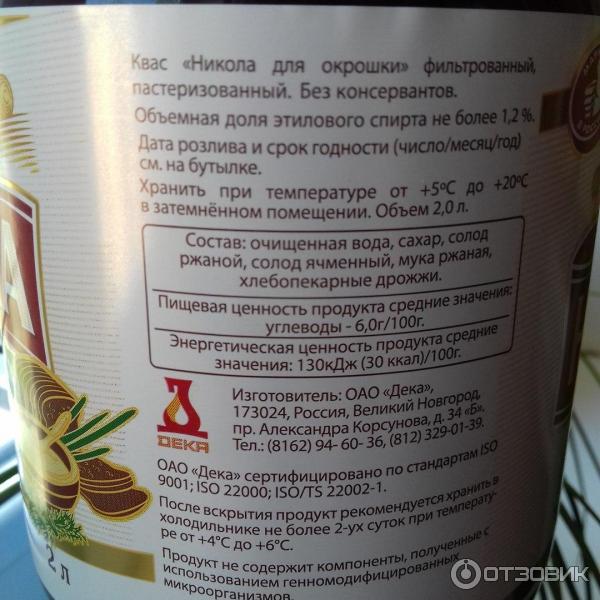 Квас «Никола для окрошки» фильтрованный,
пастеризованный. Без консервантов.
Объемная доля этилового спирта не более 1,2 %.
Дата розлива и срок годности (число/месяц/год)
см. на бутылке.
Хранить при температуре от +5°С до +20°С
в затемнённом помещении. Объем 2,0 л.
Состав: очищенная вода, сахар, солод
ржаной, солод ячменный, мука ржаная,
хлебопекарные дрожжи.
Пищевая ценность продукта средние значения:
углеводы - 6,0г/100г.
Энергетическая ценность продукта средние
значения: 130кДж (30 ккал)/100г.
ДЕКА
Изготовитель: ОАО «Дека»,
173024, Россия, Великий Новгород,
пр. Александра Корсунова, д. 34 «Б».
Тел.: (8162) 94- 60- 36, (812) 329-01-39.
ОАО «Дека» сертифицировано по стандартам ISO
9001; ISO 22000; ISO/TS 22002-1.
После вскрытия продукт рекомендуется хранить в
холодильнике не более 2-ух суток при температу-
ре от +4°С до +6°С.
Продукт не содержит компоненты, полученные с
использованием генномодифицированных
микроорганизмов.
А
2 л
ОТЗОВИК